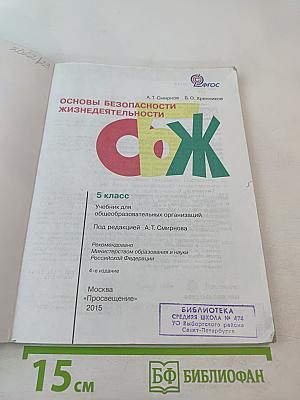 ФГОС
А.Т. Смирнов Б.О. Хренников
ОСНОВЫ БЕЗОПАСНОСТИ
ЖИЗНЕДЕЯТЕЛЬНОСТИ
ОБЖ
5 класс
Учебник для
общеобразовательных организаций
Под редакцией А.Т. Смирнова
Рекомендовано
Министерством образования и науки
Российской Федерации
4-е издание
Москва
«Просвещение»
2015
БИБЛИОТЕКА
СРЕДНЯЯ ШКОЛА № 474
УО Выборгского района
Санкт-Петербурга
15 см
БФ БИБЛИОФАН